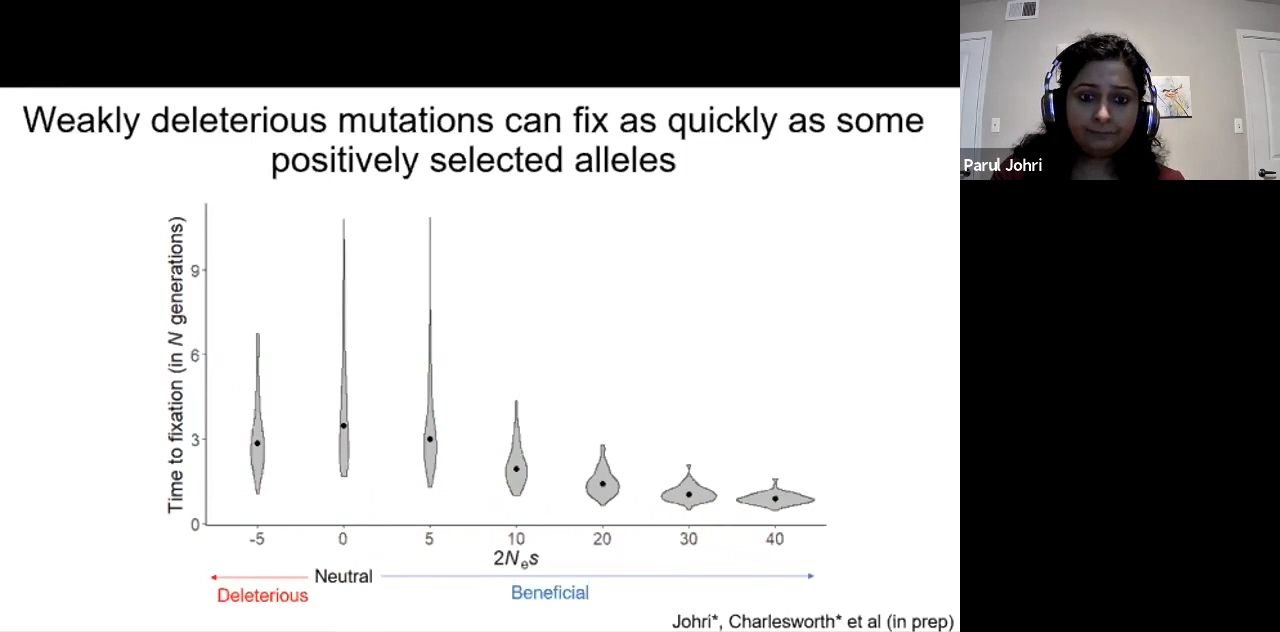 Weakly deleterious mutations can fix as quickly as some
positively selected alleles
Parul Johri
Time to fixation (in N generations)
9
6
3
0
-5 0 5 10 20 30 40
2Nes
Neutral
Deleterious
Beneficial
Johri*, Charlesworth* et al (in prep)